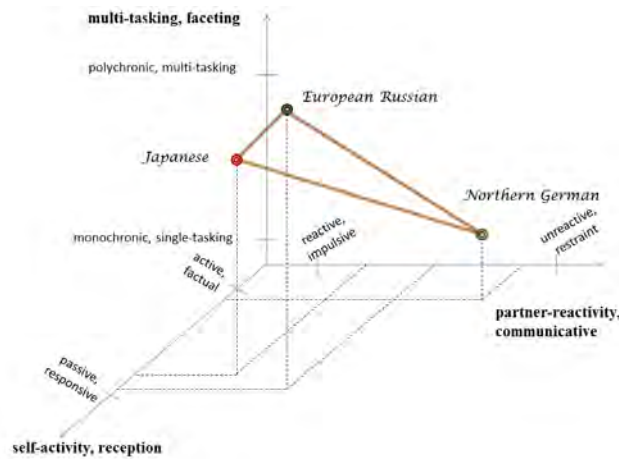 multi-tasking, faceting
polychronic, multi-tasking
European Russian
Japanese
Northern German
monochronic, single-tasking
reactive,
impulsive
unreactive,
restraint
active,
factual
partner-reactivity,
communicative
passive,
responsive
self-activity, reception